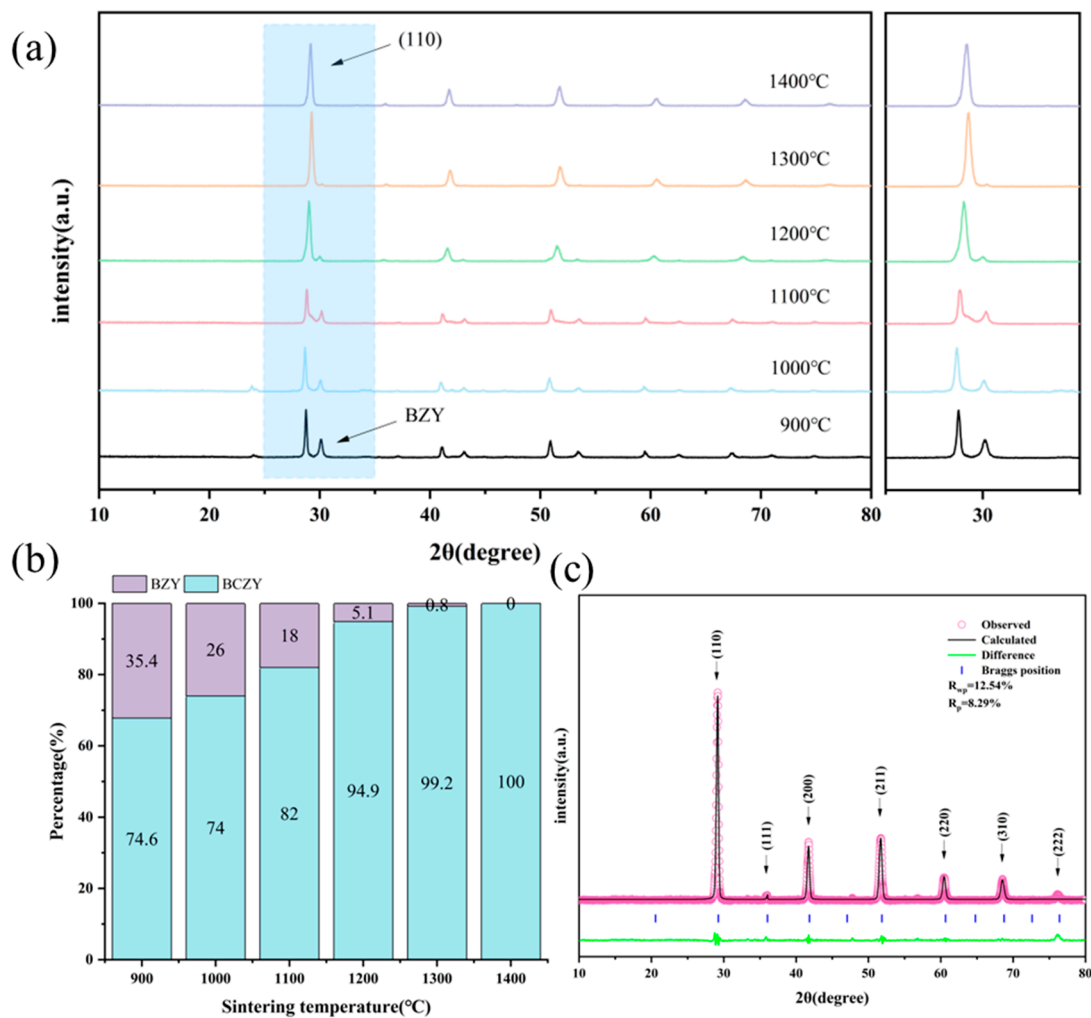 (a)
(110)
1400℃
1300℃
1200℃
1100℃
1000℃
900℃
BZY
intensity(a.u.)
10 20 30 40 50 60 70 80
30
2θ(degree)
(b)
BZY BCZY
100
80
60
40
20
0
Percentage(%)
35.4 26 18 5.1 0.8 0
74.6 74 82 94.9 99.2 100
900 1000 1100 1200 1300 1400
Sintering temperature(℃)
(c)
Observed
Calculated
Difference
Braggs position
Rwp=12.54%
Rp=8.29%
(110) (111) (200) (211) (220) (310) (222)
intensity(a.u.)
10 20 30 40 50 60 70 80
2θ(degree)